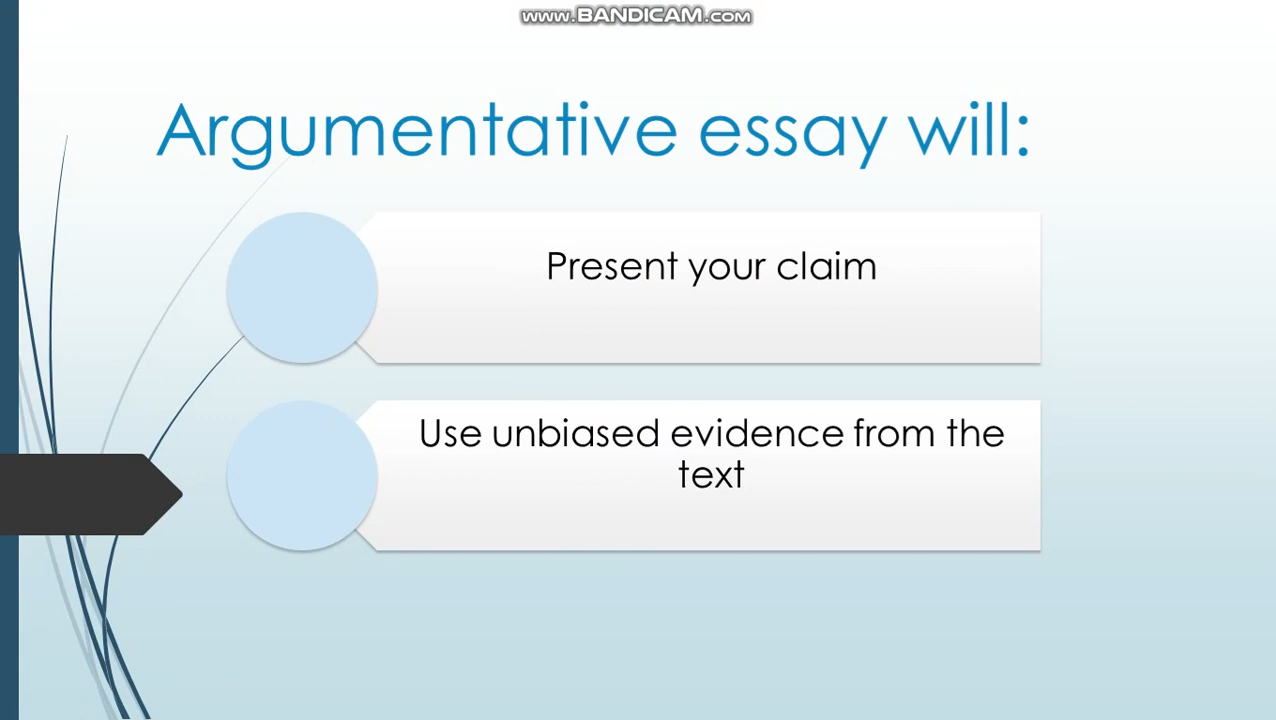 www.BANDICAM.com
Argumentative essay will:
Present your claim
Use unbiased evidence from the
text